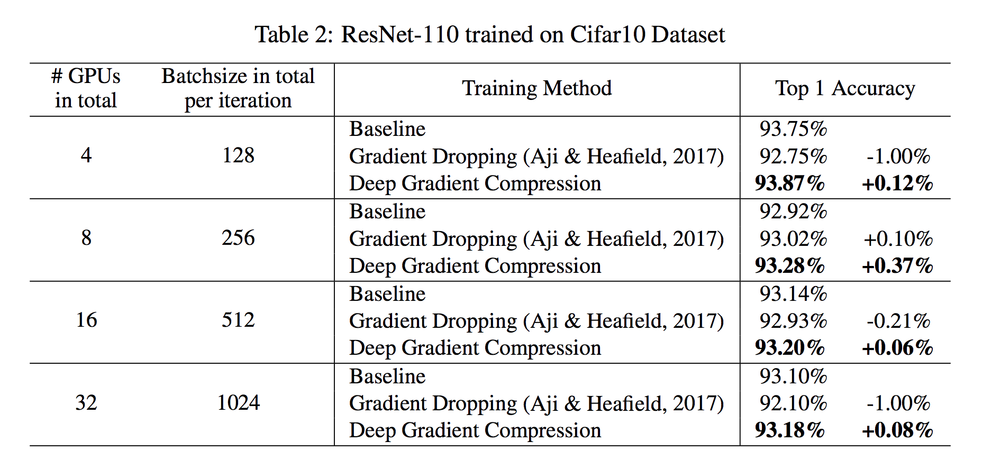 Table 2: ResNet-110 trained on Cifar10 Dataset
# GPUs in total Batchsize in total per iteration Training Method Top 1 Accuracy
4 128
Baseline 93.75%
Gradient Dropping (Aji & Heafield, 2017) 92.75% -1.00%
Deep Gradient Compression 93.87% +0.12%
8 256
Baseline 92.92%
Gradient Dropping (Aji & Heafield, 2017) 93.02% +0.10%
Deep Gradient Compression 93.28% +0.37%
16 512
Baseline 93.14%
Gradient Dropping (Aji & Heafield, 2017) 92.93% -0.21%
Deep Gradient Compression 93.20% +0.06%
32 1024
Baseline 93.10%
Gradient Dropping (Aji & Heafield, 2017) 92.10% -1.00%
Deep Gradient Compression 93.18% +0.08%